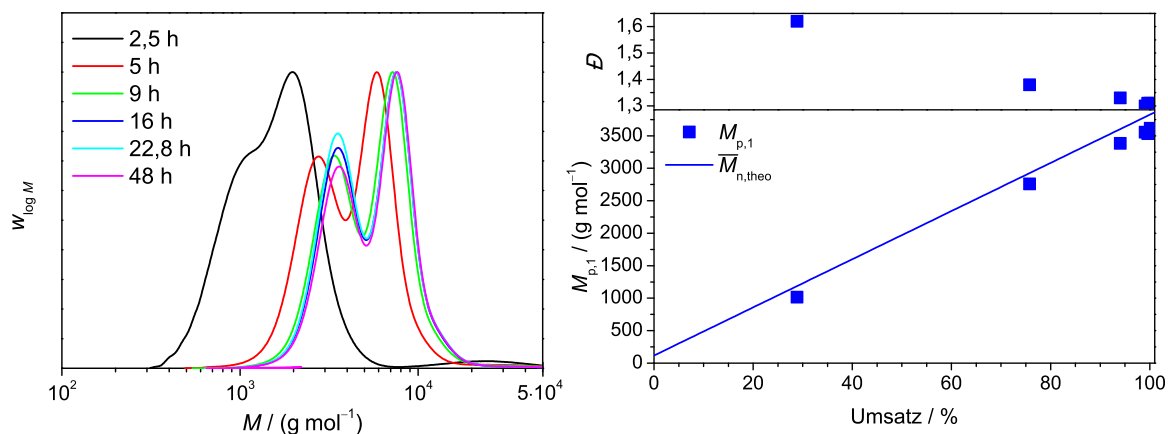 w log M
2,5 h
5 h
9 h
16 h
22,8 h
48 h
10² 10³ 10⁴ 5·10⁴
M / (g mol⁻¹)
Đ
1,6
1,5
1,4
1,3
M p,1 / (g mol⁻¹)
3500
3000
2500
2000
1500
1000
500
0
M p,1
M̅ n,theo
0 20 40 60 80 100
Umsatz / %